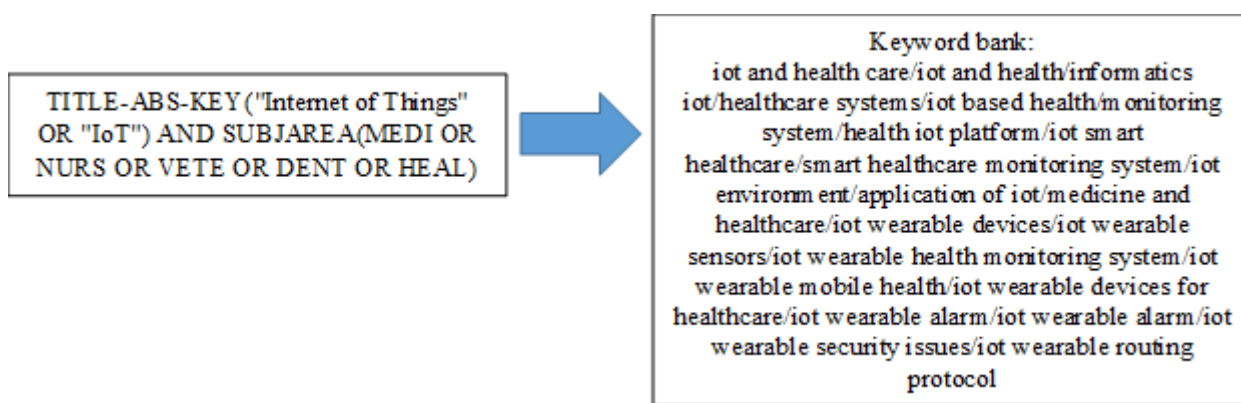 TITLE-ABS-KEY("Internet of Things"
OR "IoT") AND SUBJAREA(MEDI OR
NURS OR VETE OR DENT OR HEAL)
Keyword bank:
iot and health care/iot and health/informatics
iot/healthcare systems/iot based health/monitoring
system/health iot platform/iot smart
healthcare/smart healthcare monitoring system/iot
environment/application of iot/medicine and
healthcare/iot wearable devices/iot wearable
sensors/iot wearable health monitoring system/iot
wearable mobile health/iot wearable devices for
healthcare/iot wearable alarm/iot wearable alarm/iot
wearable security issues/iot wearable routing
protocol